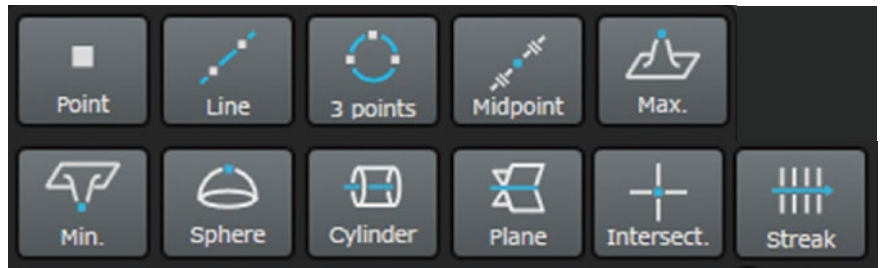 Point Line 3 points Midpoint Max.
Min. Sphere Cylinder Plane Intersect. Streak